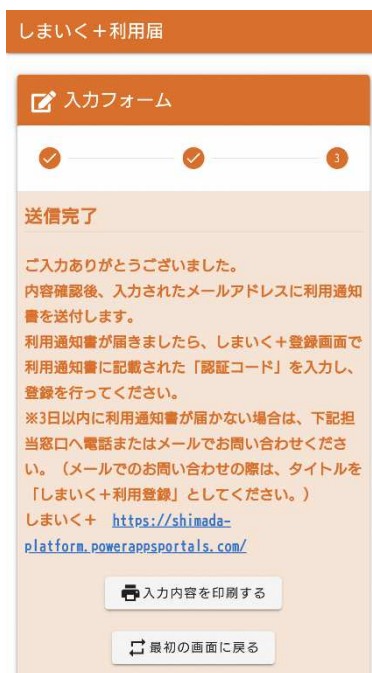 しまいく＋利用届
入力フォーム
3
送信完了
ご入力ありがとうございました。
内容確認後、入力されたメールアドレスに利用通知
書を送付します。
利用通知書が届きましたら、しまいく＋登録画面で
利用通知書に記載された「認証コード」を入力し、
登録を行ってください。
※3日以内に利用通知書が届かない場合は、下記担
当窓口へ電話またはメールでお問い合わせくださ
い。（メールでのお問い合わせの際は、タイトルを
「しまいく＋利用登録」としてください。）
しまいく＋ https://shimada-
platform.powerappsportals.com/
入力内容を印刷する
最初の画面に戻る